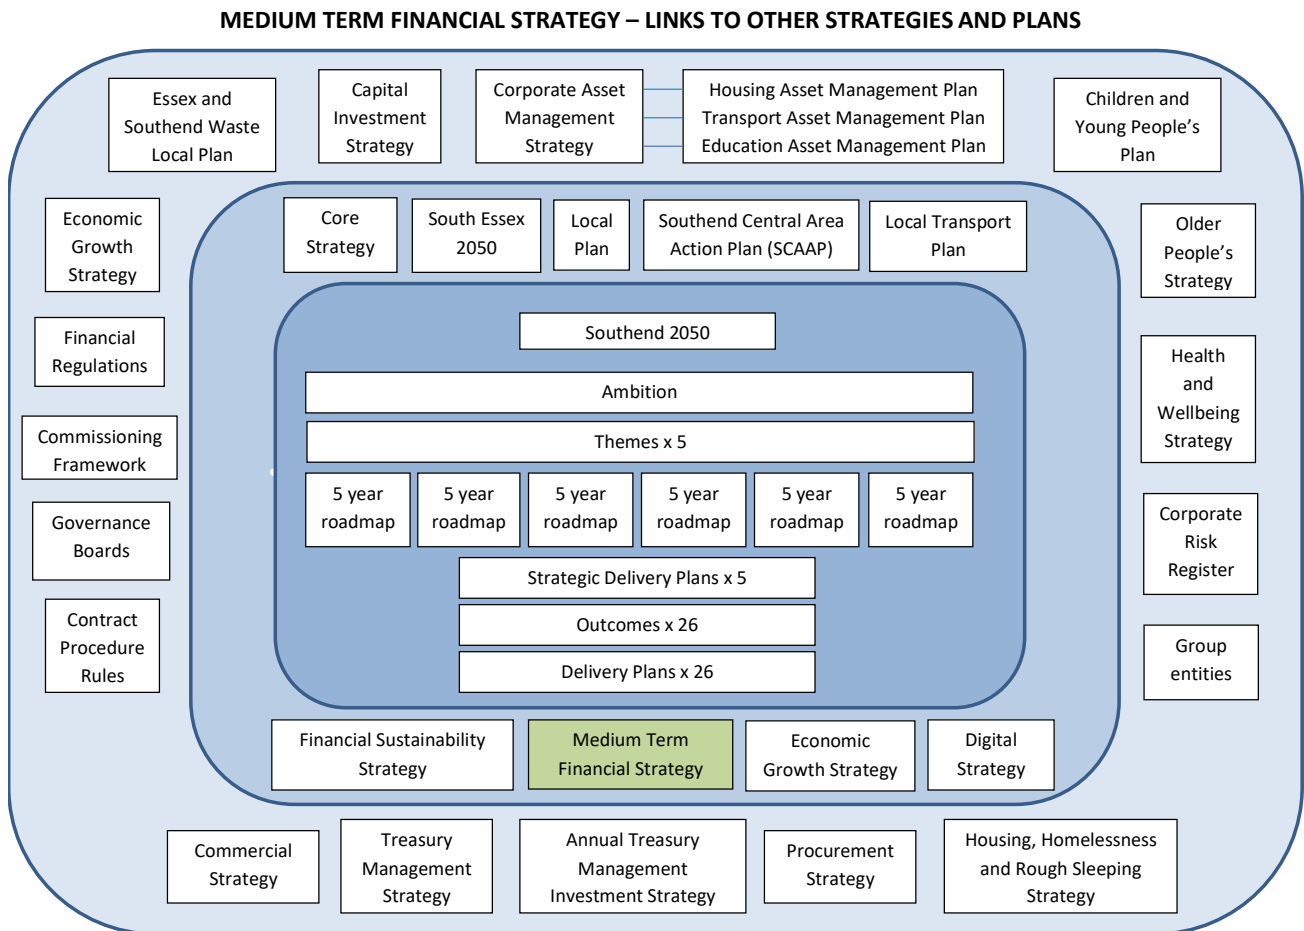 MEDIUM TERM FINANCIAL STRATEGY – LINKS TO OTHER STRATEGIES AND PLANS
Essex and
Southend Waste
Local Plan
Capital
Investment
Strategy
Corporate Asset
Management
Strategy
Housing Asset Management Plan
Transport Asset Management Plan
Education Asset Management Plan
Children and
Young People’s
Plan
Economic
Growth
Strategy
Financial
Regulations
Commissioning
Framework
Governance
Boards
Contract
Procedure
Rules
Core
Strategy
South Essex
2050
Local
Plan
Southend Central Area
Action Plan (SCAAP)
Local Transport
Plan
Southend 2050
Ambition
Themes x 5
5 year
roadmap
5 year
roadmap
5 year
roadmap
5 year
roadmap
5 year
roadmap
5 year
roadmap
Strategic Delivery Plans x 5
Outcomes x 26
Delivery Plans x 26
Financial Sustainability
Strategy
Medium Term
Financial Strategy
Economic
Growth Strategy
Digital
Strategy
Older
People’s
Strategy
Health
and
Wellbeing
Strategy
Corporate
Risk
Register
Group
entities
Commercial
Strategy
Treasury
Management
Strategy
Annual Treasury
Management
Investment Strategy
Procurement
Strategy
Housing, Homelessness
and Rough Sleeping
Strategy